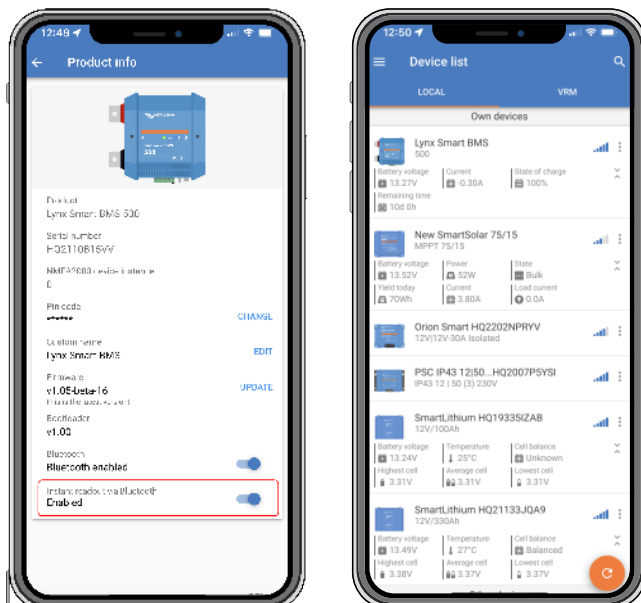 12:49
Product info
500
Product
Lynx Smart BMS 500
Serial number
HQ2110B15VV
NMEA2000 device instance
0
Pin code
••••••
CHANGE
Custom name
Lynx Smart BMS
EDIT
Firmware
v1.05-beta-16
This is the latest version!
UPDATE
Bootloader
v1.00
Bluetooth
Bluetooth enabled
Instant readout via Bluetooth
Enabled
12:50
Device list
LOCAL VRM
Own devices
Lynx Smart BMS
500
Battery voltage Current State of charge
13.27V -0.30A 100%
Remaining time
10d 0h
New SmartSolar 75/15
MPPT 75/15
Battery voltage Power State
13.52V 52W Bulk
Yield today Current Load current
70Wh 3.80A 0.0A
Orion Smart HQ2202NPRYV
12V|12V-30A Isolated
PSC IP43 12|50...HQ2007P5YSI
IP43 12 | 50 (3) 230V
SmartLithium HQ19335IZAB
12V/100Ah
Battery voltage Temperature Cell balance
13.24V 25°C Unknown
Highest cell Average cell Lowest cell
3.31V 3.31V 3.31V
SmartLithium HQ21133JQA9
12V/330Ah
Battery voltage Temperature Cell balance
13.49V 27°C Balanced
Highest cell Average cell Lowest cell
3.38V 3.37V 3.37V